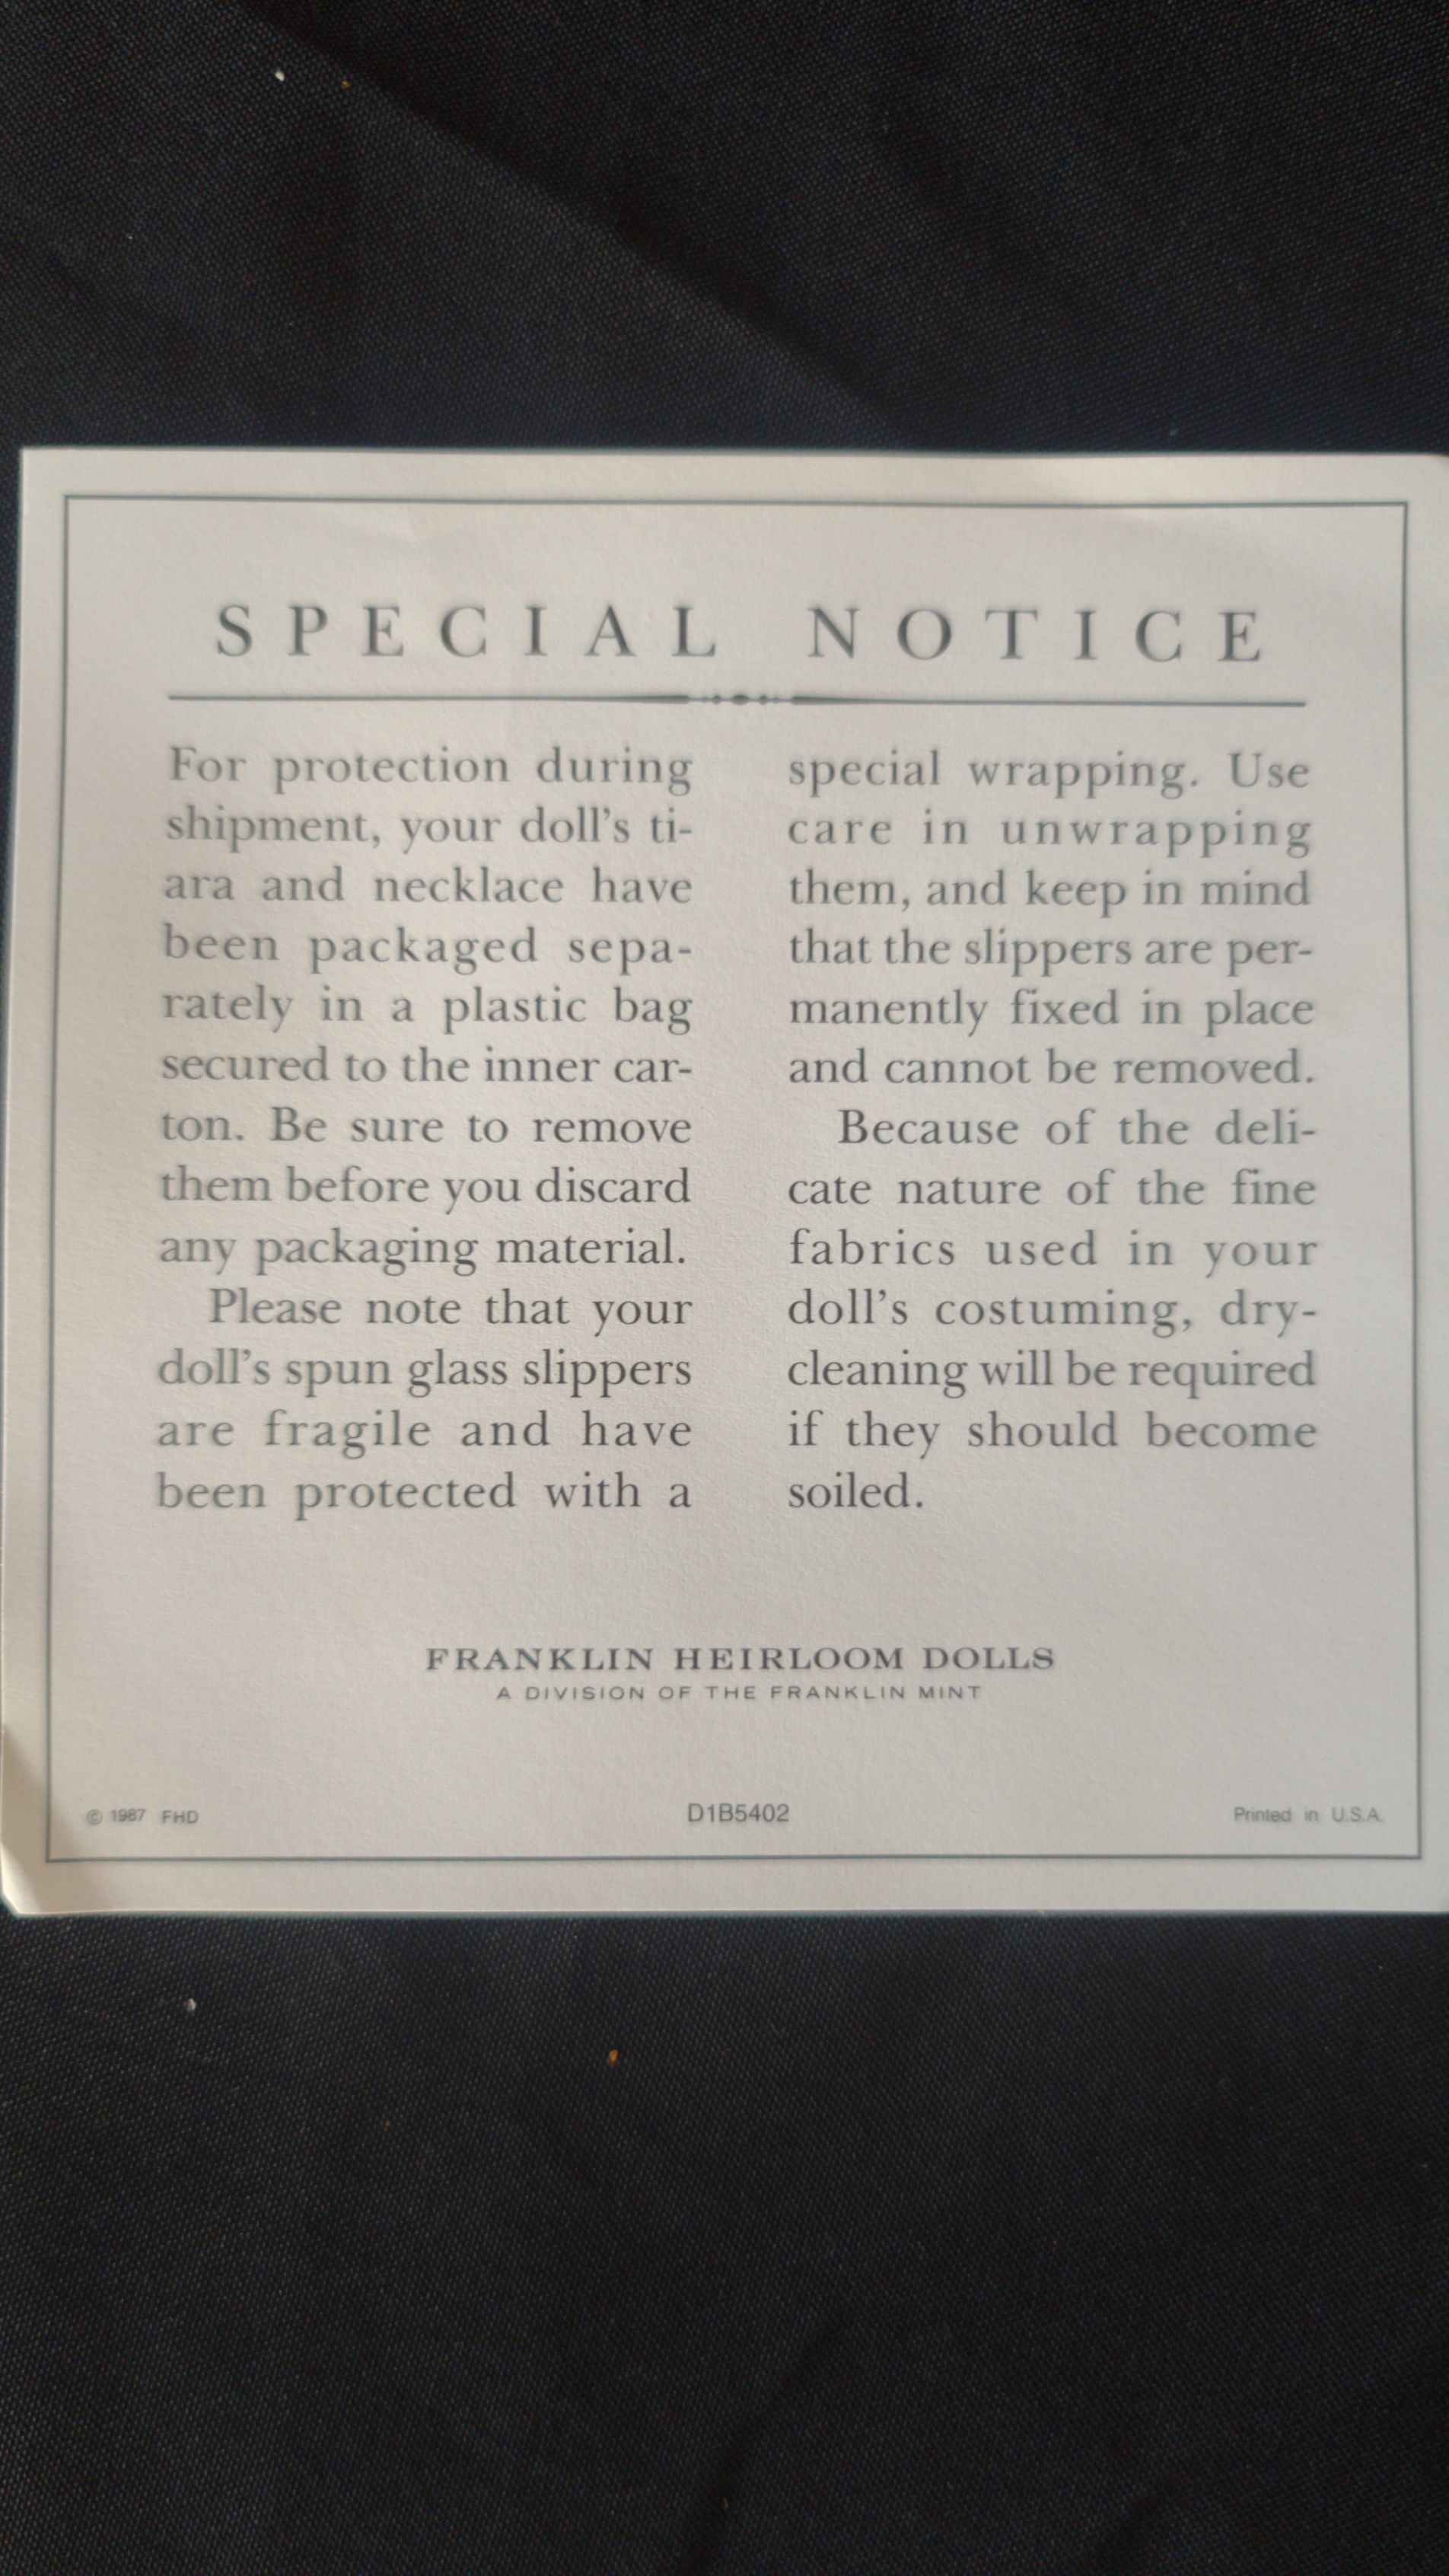 SPECIAL NOTICE
For protection during
shipment, your doll's ti-
ara and necklace have
been packaged sepa-
rately in a plastic bag
secured to the inner car-
ton. Be sure to remove
them before you discard
any packaging material.
Please note that your
doll's spun glass slippers
are fragile and have
been protected with a
special wrapping. Use
care in unwrapping
them, and keep in mind
that the slippers are per-
manently fixed in place
and cannot be removed.
Because of the deli-
cate nature of the fine
fabrics used in your
doll's costuming, dry-
cleaning will be required
if they should become
soiled.
FRANKLIN HEIRLOOM DOLLS
A DIVISION OF THE FRANKLIN MINT
© 1987 FHD D1B5402 Printed in U.S.A.